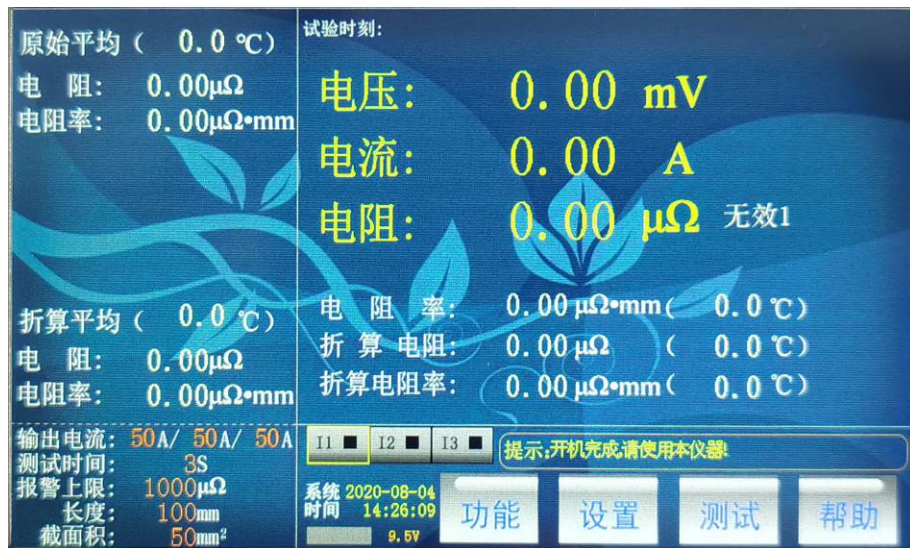 原始平均（ 0.0 ℃）
电 阻： 0.00μΩ
电阻率： 0.00μΩ•mm
折算平均（ 0.0 ℃）
电 阻： 0.00μΩ
电阻率： 0.00μΩ•mm
输出电流： 50A/ 50A/ 50A
测试时间： 3S
报警上限： 1000μΩ
长度： 100mm
截面积： 50mm²
试验时刻:
电压： 0.00 mV
电流： 0.00 A
电阻： 0.00 μΩ 无效1
电 阻 率： 0.00 μΩ•mm( 0.0 ℃)
折 算 电阻： 0.00 μΩ ( 0.0 ℃)
折算电阻率： 0.00 μΩ•mm( 0.0 ℃)
I1 ■ I2 ■ I3 ■
提示:开机完成,请使用本仪器!
系统时间 2020-08-04 14:26:09
9.5V
功能 设置 测试 帮助